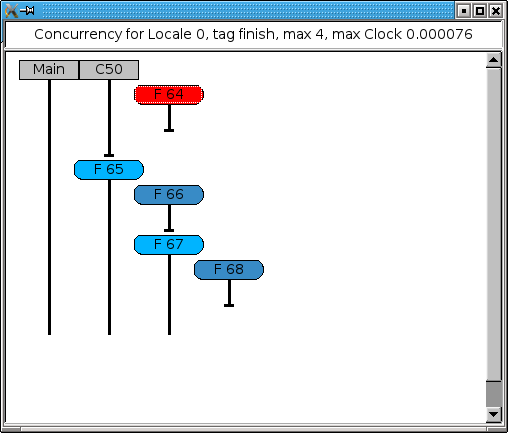 Concurrency for Locale 0, tag finish, max 4, max Clock 0.000076
Main C50
F 64
F 65
F 66
F 67
F 68